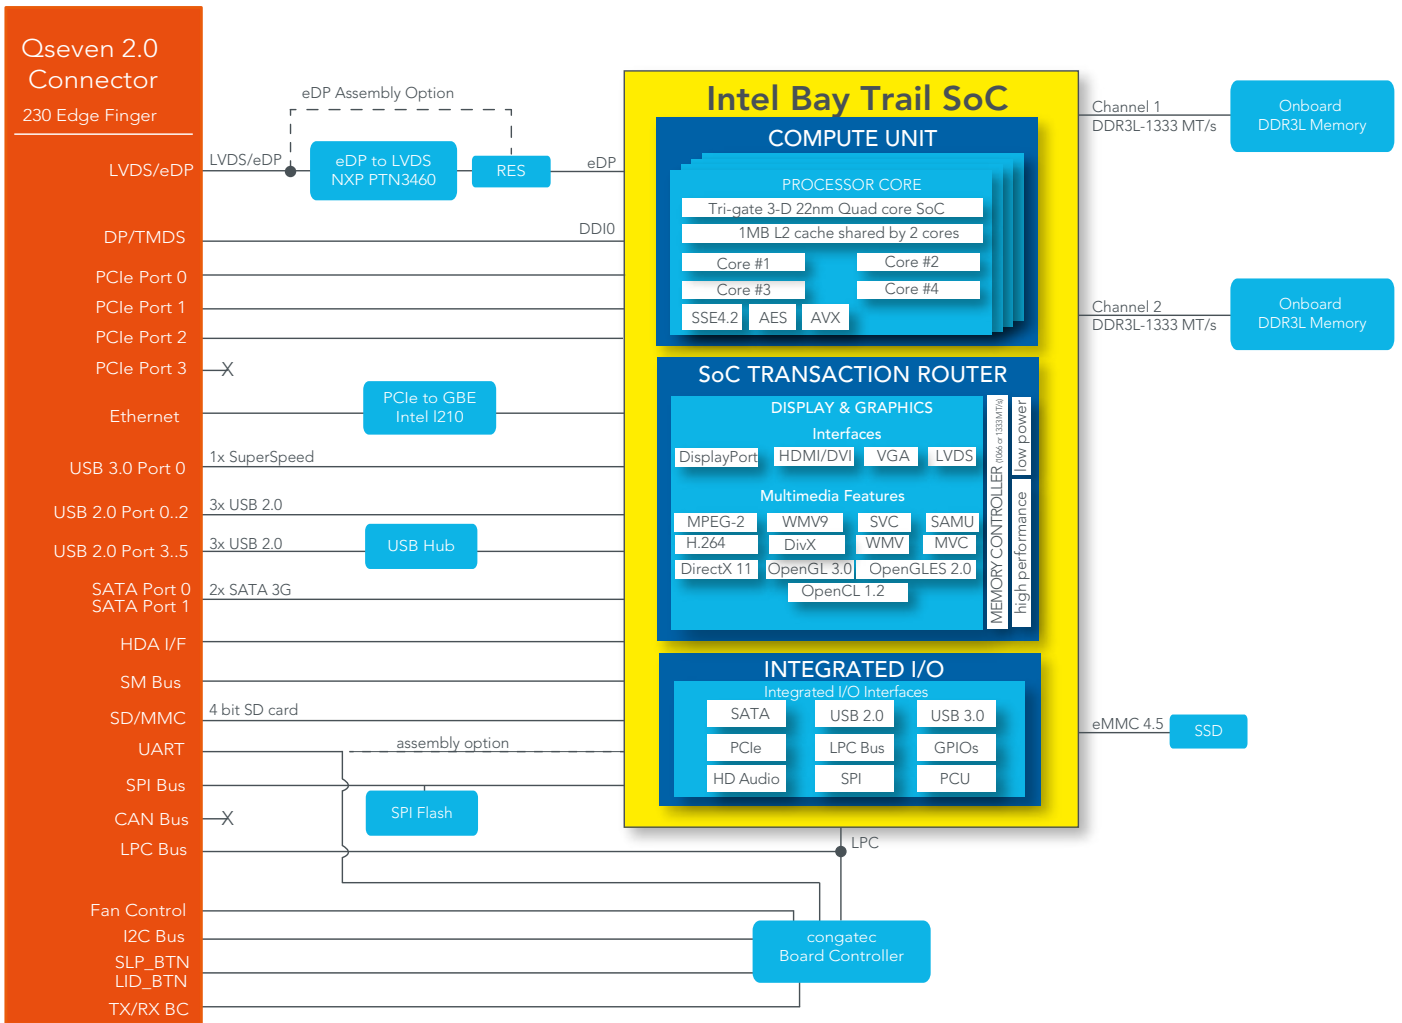 Qseven 2.0
Connector
230 Edge Finger
LVDS/eDP
DP/TMDS
PCIe Port 0
PCIe Port 1
PCIe Port 2
PCIe Port 3
Ethernet
USB 3.0 Port 0
USB 2.0 Port 0..2
USB 2.0 Port 3..5
SATA Port 0
SATA Port 1
HDA I/F
SM Bus
SD/MMC
UART
SPI Bus
CAN Bus
LPC Bus
Fan Control
I2C Bus
SLP_BTN
LID_BTN
TX/RX BC
eDP Assembly Option
LVDS/eDP
eDP to LVDS
NXP PTN3460
RES
eDP
DDI0
X
PCIe to GBE
Intel I210
1x SuperSpeed
3x USB 2.0
3x USB 2.0
USB Hub
2x SATA 3G
4 bit SD card
assembly option
SPI Flash
X
Intel Bay Trail SoC
COMPUTE UNIT
PROCESSOR CORE
Tri-gate 3-D 22nm Quad core SoC
1MB L2 cache shared by 2 cores
Core #1
Core #2
Core #3
Core #4
SSE4.2
AES
AVX
SoC TRANSACTION ROUTER
DISPLAY & GRAPHICS
Interfaces
DisplayPort
HDMI/DVI
VGA
LVDS
Multimedia Features
MPEG-2
WMV9
SVC
SAMU
H.264
DivX
WMV
MVC
DirectX 11
OpenGL 3.0
OpenGLES 2.0
OpenCL 1.2
MEMORY CONTROLLER (1066 or 1333MT/s)
low power
high performance
INTEGRATED I/O
Integrated I/O Interfaces
SATA
USB 2.0
USB 3.0
PCIe
LPC Bus
GPIOs
HD Audio
SPI
PCU
LPC
congatec
Board Controller
Channel 1
DDR3L-1333 MT/s
Onboard
DDR3L Memory
Channel 2
DDR3L-1333 MT/s
Onboard
DDR3L Memory
eMMC 4.5
SSD